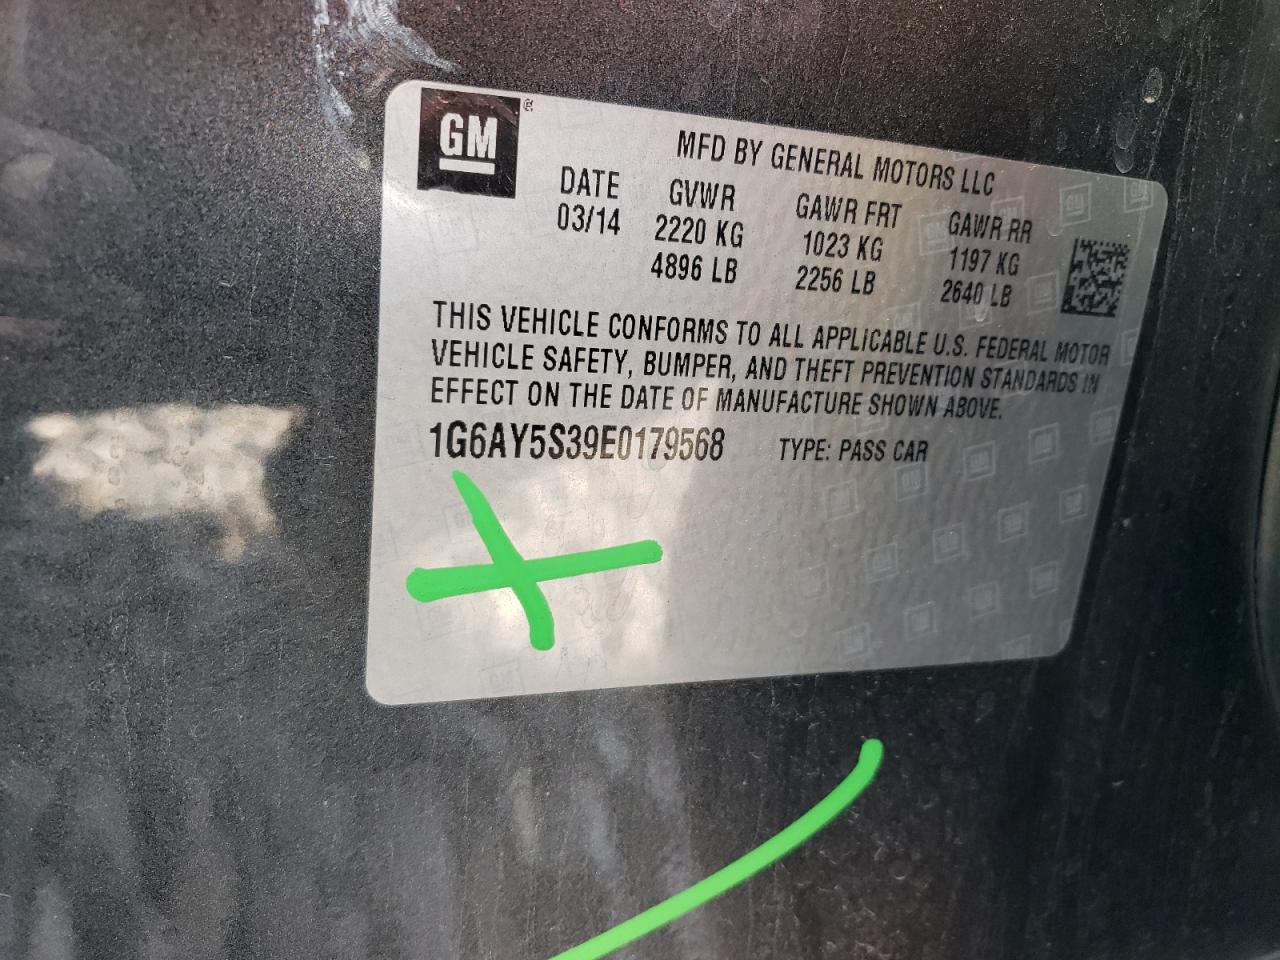 GM
®
MFD BY GENERAL MOTORS LLC
DATE GVWR GAWR FRT GAWR RR
03/14 2220 KG 1023 KG 1197 KG
4896 LB 2256 LB 2640 LB
THIS VEHICLE CONFORMS TO ALL APPLICABLE U.S. FEDERAL MOTOR
VEHICLE SAFETY, BUMPER, AND THEFT PREVENTION STANDARDS IN
EFFECT ON THE DATE OF MANUFACTURE SHOWN ABOVE.
1G6AY5S39E0179568 TYPE: PASS CAR